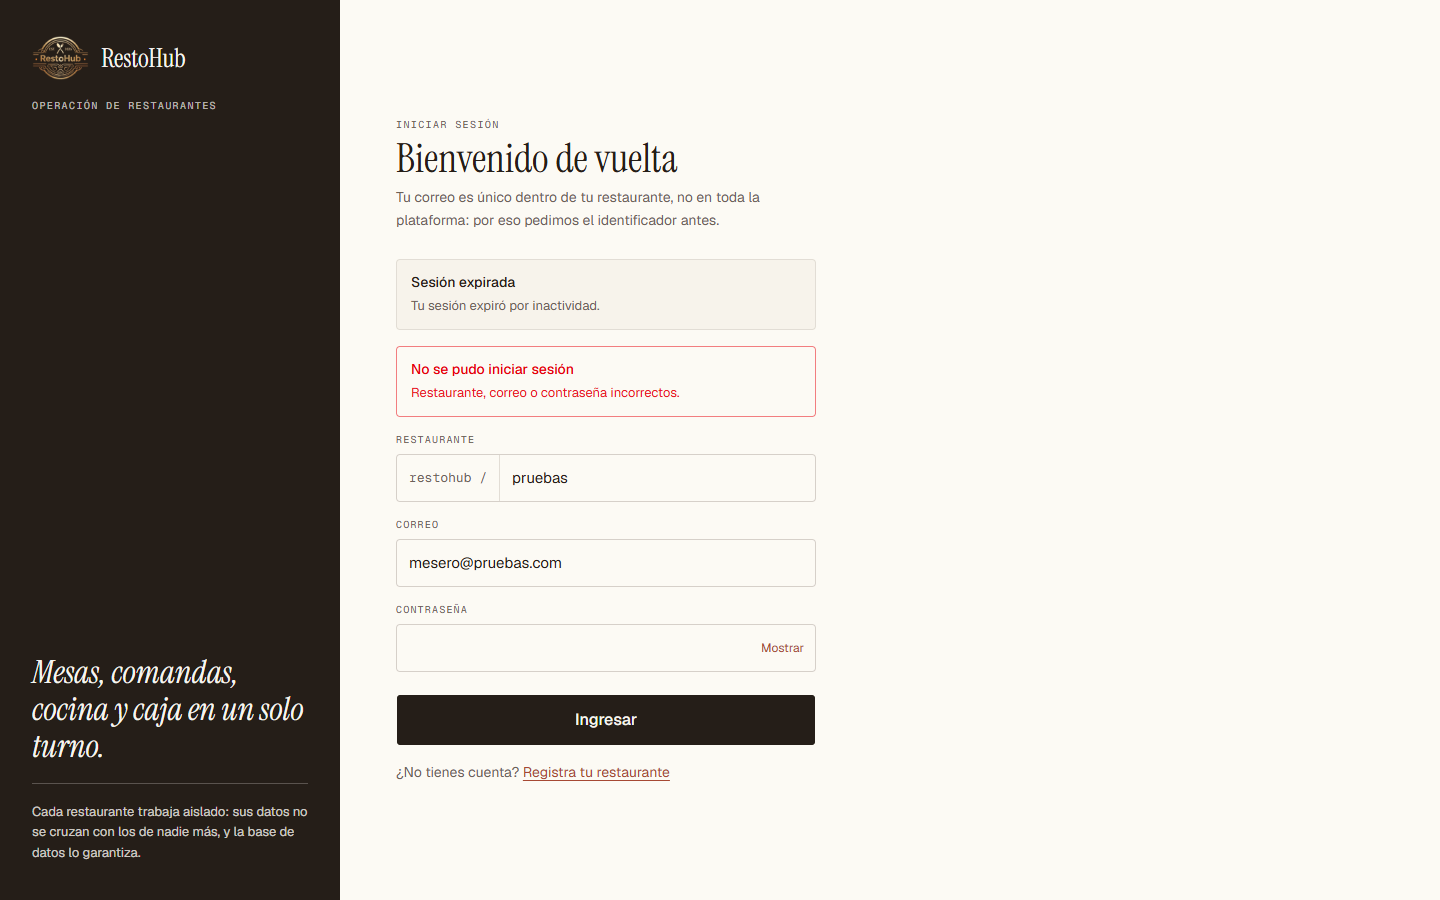 RestoHub
RestoHub
OPERACIÓN DE RESTAURANTES
Mesas, comandas,
cocina y caja en un solo
turno.
Cada restaurante trabaja aislado: sus datos no
se cruzan con los de nadie más, y la base de
datos lo garantiza.
INICIAR SESIÓN
Bienvenido de vuelta
Tu correo es único dentro de tu restaurante, no en toda la
plataforma: por eso pedimos el identificador antes.
Sesión expirada
Tu sesión expiró por inactividad.
No se pudo iniciar sesión
Restaurante, correo o contraseña incorrectos.
RESTAURANTE
restohub / pruebas
CORREO
mesero@pruebas.com
CONTRASEÑA
Mostrar
Ingresar
¿No tienes cuenta? Registra tu restaurante